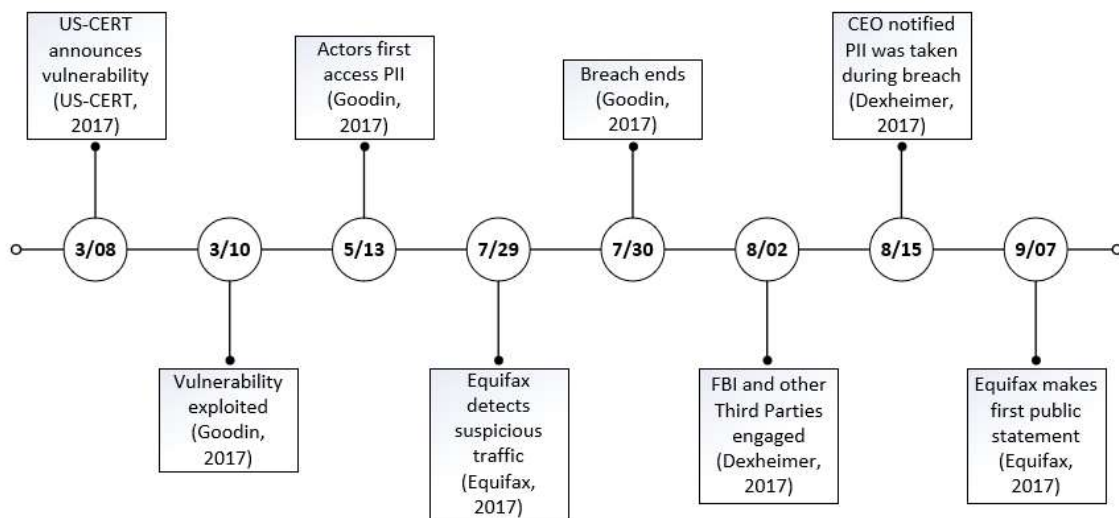 US-CERT
announces
vulnerability
(US-CERT,
2017)
Actors first
access PII
(Goodin,
2017)
Breach ends
(Goodin,
2017)
CEO notified
PII was taken
during breach
(Dexheimer,
2017)
3/08
3/10
5/13
7/29
7/30
8/02
8/15
9/07
Vulnerability
exploited
(Goodin,
2017)
Equifax
detects
suspicious
traffic
(Equifax,
2017)
FBI and other
Third Parties
engaged
(Dexheimer,
2017)
Equifax makes
first public
statement
(Equifax,
2017)